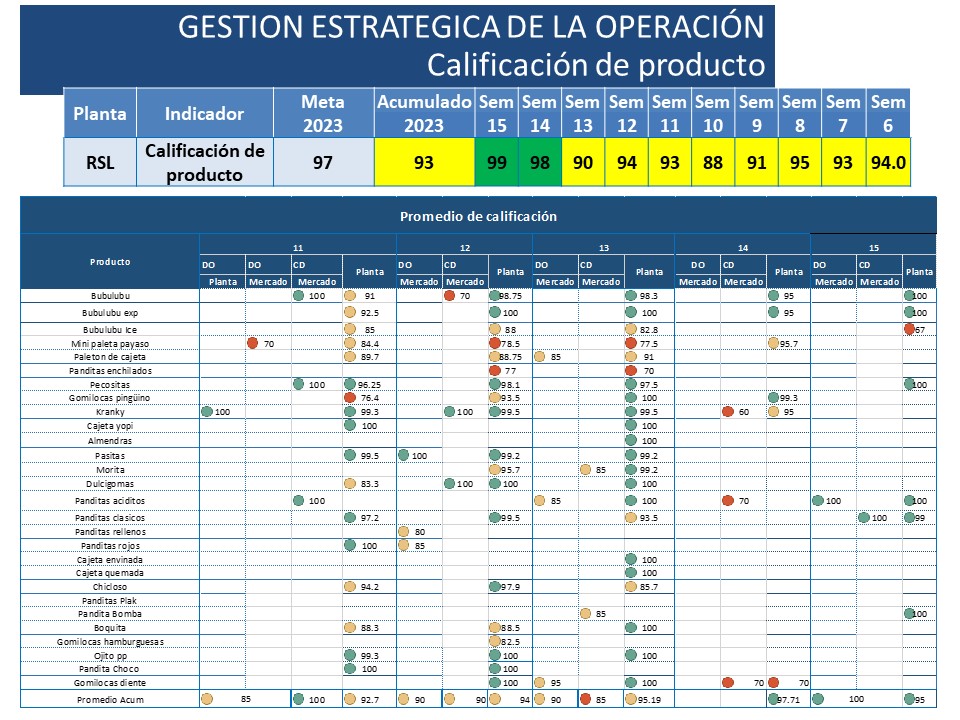 GESTION ESTRATEGICA DE LA OPERACIÓN
Calificación de producto
Planta Indicador Meta 2023 Acumulado 2023 Sem 15 Sem 14 Sem 13 Sem 12 Sem 11 Sem 10 Sem 9 Sem 8 Sem 7 Sem 6
RSL Calificación de producto 97 93 99 98 90 94 93 88 91 95 93 94.0
Promedio de calificación
Producto 11 12 13 14 15
DO DO CD Planta DO CD Planta DO CD Planta DO CD Planta DO CD Planta
Planta Mercado Mercado Mercado Mercado Mercado Mercado Mercado Mercado Mercado Mercado
Bubulubu 100 91 70 98.75 98.3 95 100
Bubulubu exp 92.5 100 100 95 100
Bubulubu Ice 85 88 82.8 67
Mini paleta payaso 70 84.4 78.5 77.5 95.7
Paleton de cajeta 89.7 88.75 85 91
Panditas enchilados 77 70
Pecositas 100 96.25 98.1 97.5 100
Gomilocas pingüino 76.4 93.5 100 99.3
Kranky 100 99.3 100 99.5 99.5 60 95
Cajeta yopi 100 100
Almendras 100
Pasitas 99.5 100 99.2 99.2
Morita 95.7 85 99.2
Dulcigomas 83.3 100 100 100
Panditas aciditos 100 85 100 70 100 100
Panditas clasicos 97.2 99.5 93.5 100 99
Panditas rellenos 80
Panditas rojos 100 85
Cajeta envinada 100
Cajeta quemada 100
Chicloso 94.2 97.9 85.7
Panditas Plak
Pandita Bomba 85 100
Boquita 88.3 88.5 100
Gomilocas hamburguesas 82.5
Ojito pp 99.3 100 100
Pandita Choco 100 100
Gomilocas diente 100 95 100 70 70
Promedio Acum 85 100 92.7 90 90 94 90 85 95.19 97.71 100 95